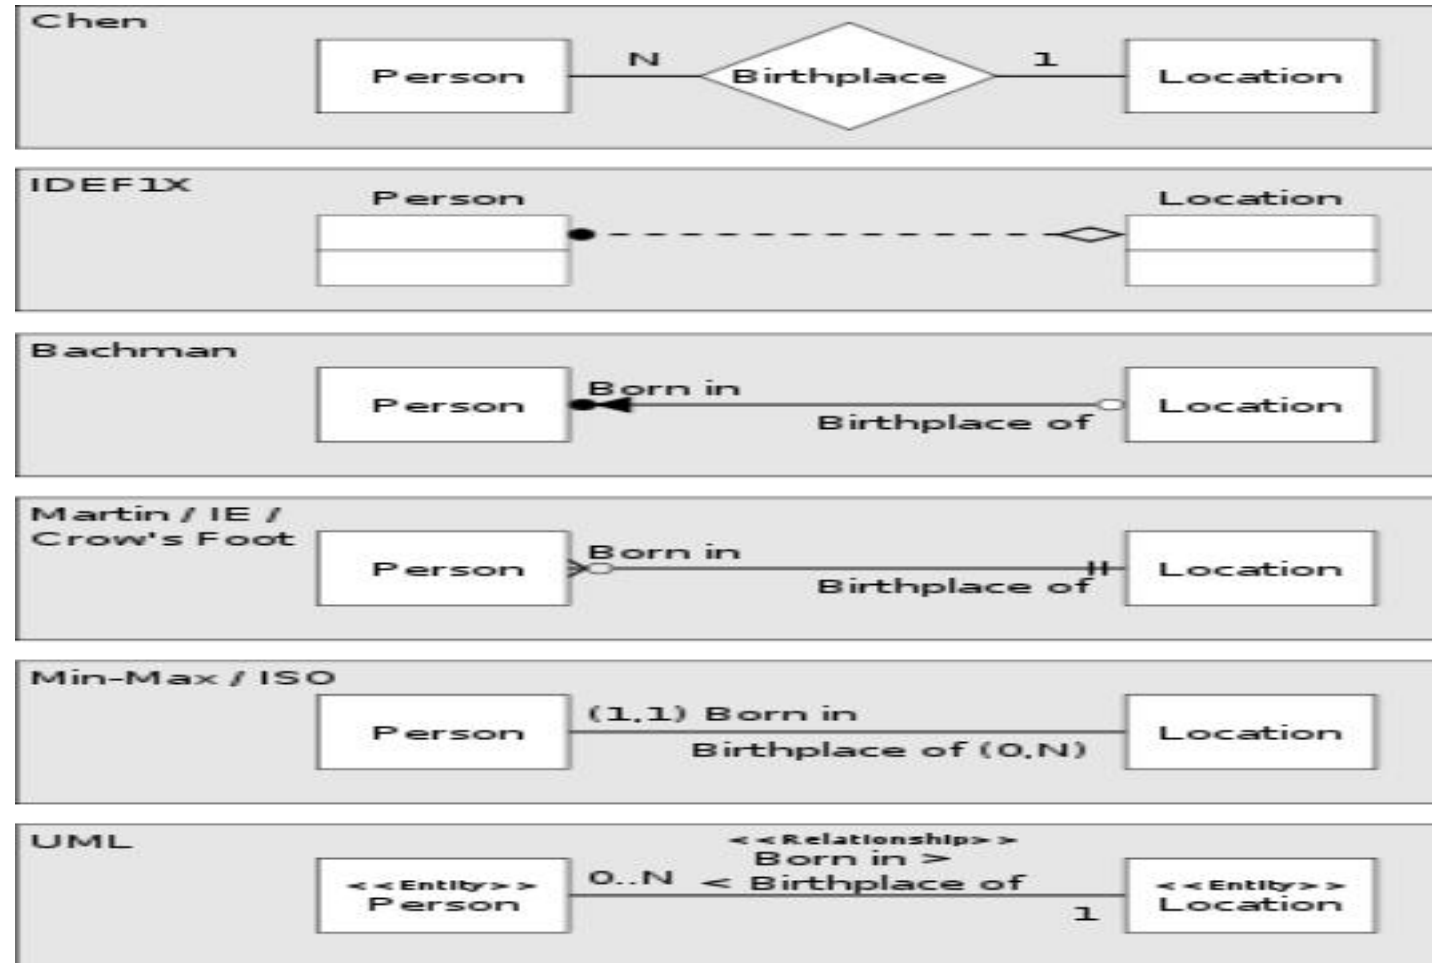 Chen
Person
N
Birthplace
1
Location
IDEF1X
Person
Location
Bachman
Person
Born in
Birthplace of
Location
Martin / IE /
Crow's Foot
Person
Born in
Birthplace of
Location
Min-Max / ISO
Person
(1,1) Born in
Birthplace of (0,N)
Location
UML
<<Entity>>
Person
0..N
<<Relationship>>
Born in >
< Birthplace of
1
<<Entity>>
Location